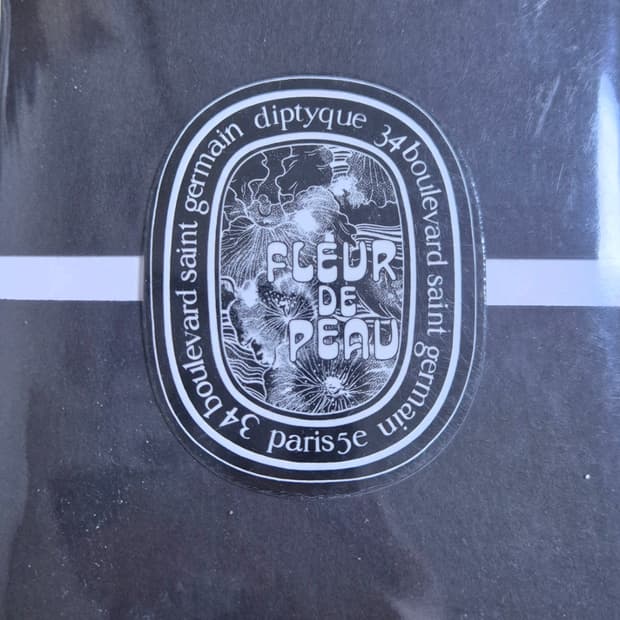 diptyque 34 boulevard saint germain paris 5e 34 boulevard saint germain
FLEUR
DE
PEAU